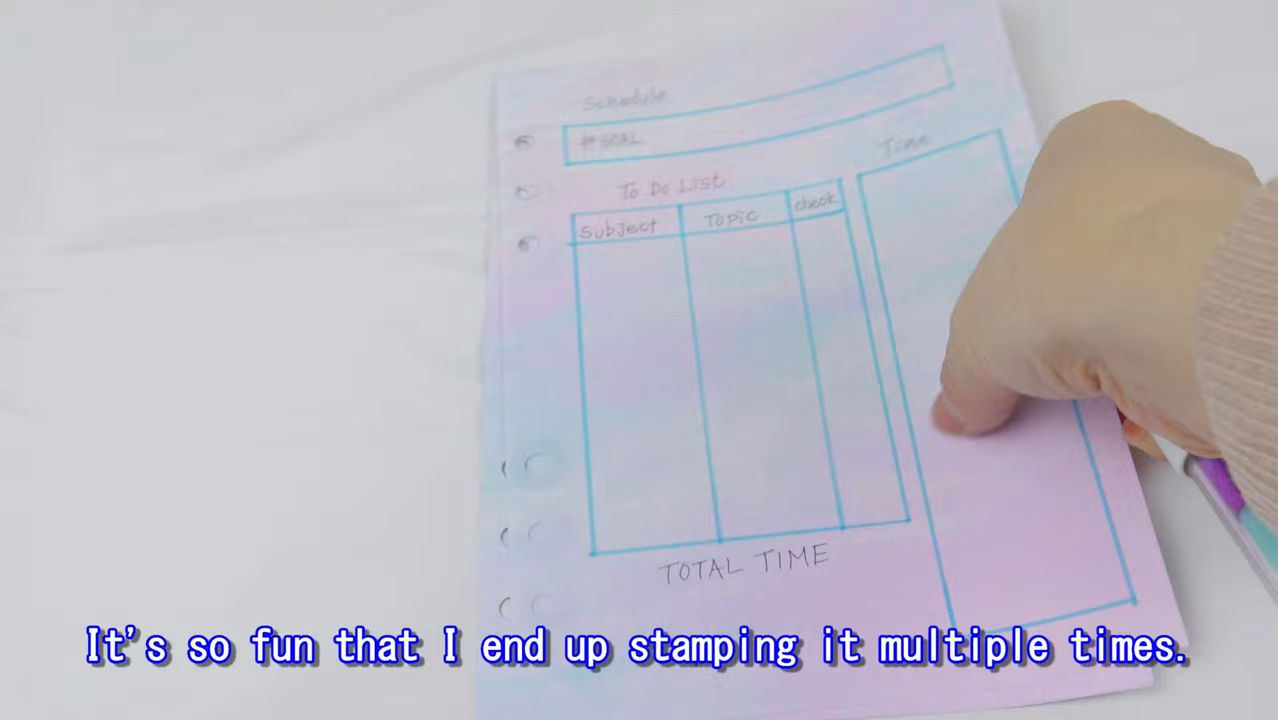 Schedule
#GOAL
Time
To Do List
Subject Topic check
TOTAL TIME
It's so fun that I end up stamping it multiple times.